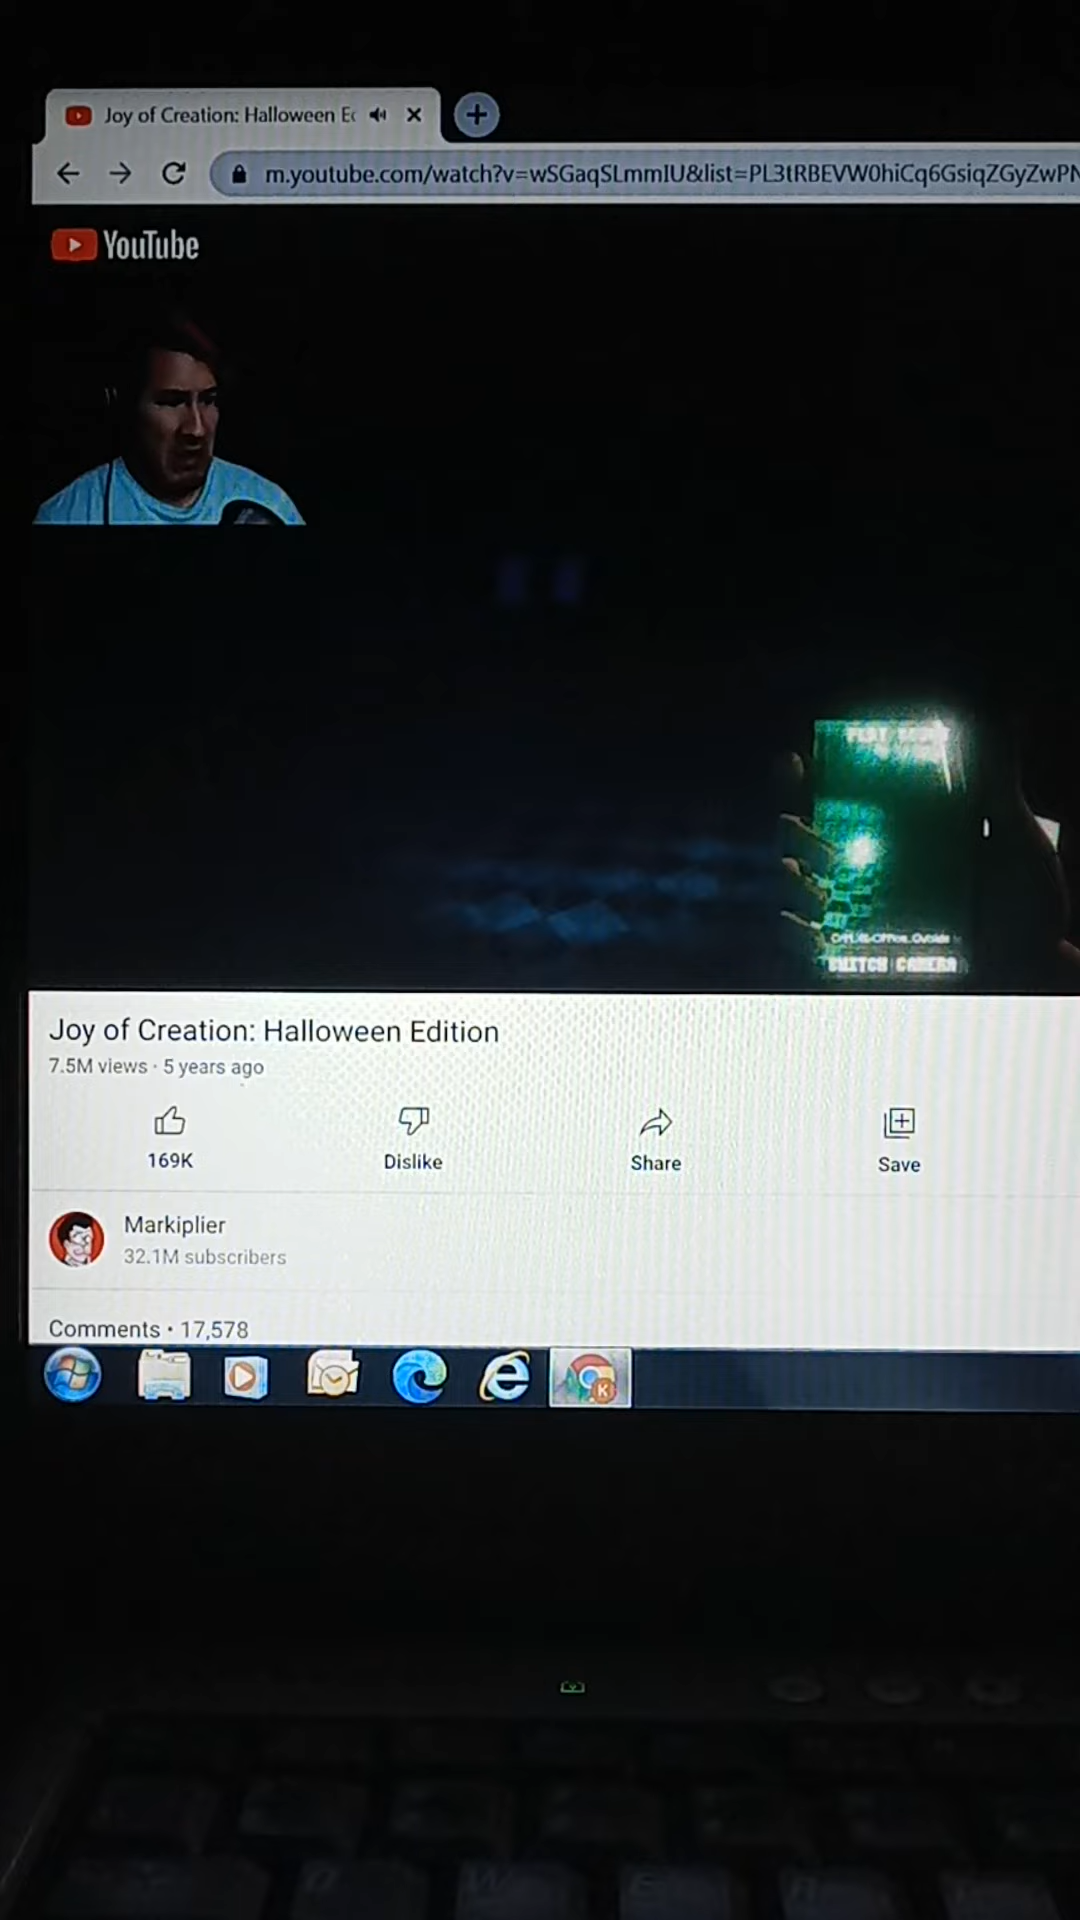 Joy of Creation: Halloween Ec
m.youtube.com/watch?v=wSGaqSLmmIU&list=PL3tRBEVW0hiCq6GsiqZGyZwPN
YouTube
SWITCH CAMERA
Joy of Creation: Halloween Edition
7.5M views · 5 years ago
169K
Dislike
Share
Save
Markiplier
32.1M subscribers
Comments • 17,578
K